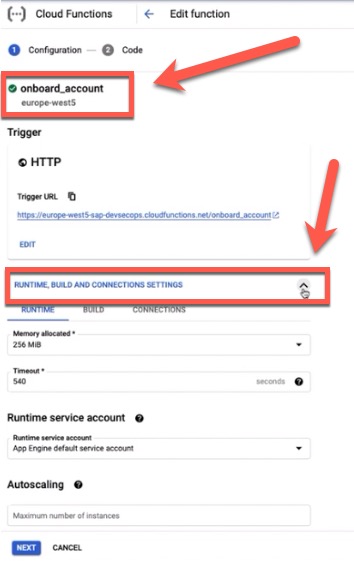 Cloud Functions
Edit function
1 Configuration — 2 Code
onboard_account
europe-west5
Trigger
HTTP
Trigger URL
https://europe-west5-sap-devsecops.cloudfunctions.net/onboard_account
EDIT
RUNTIME, BUILD AND CONNECTIONS SETTINGS
RUNTIME BUILD CONNECTIONS
Memory allocated *
256 MiB
Timeout *
540 seconds
Runtime service account
Runtime service account
App Engine default service account
Autoscaling
Maximum number of instances
NEXT CANCEL